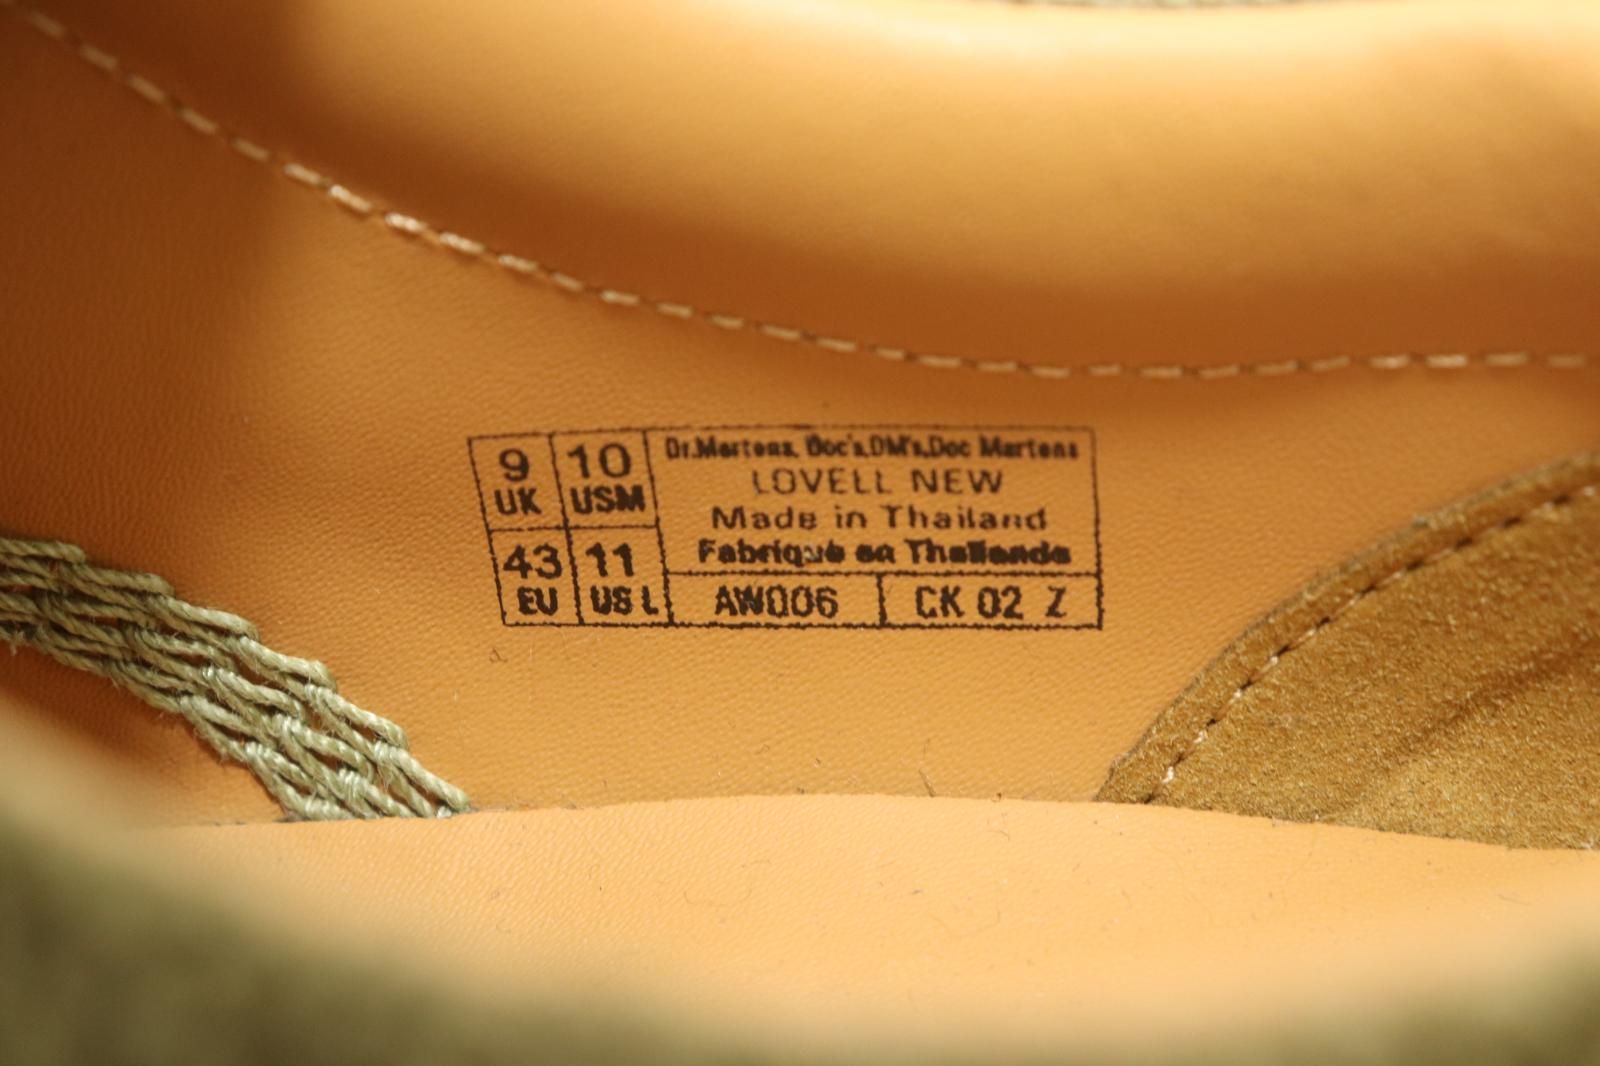 9 UK
10 USM
43 EU
11 US L
Dr.Martens, Doc's,DM's,Doc Martens
LOVELL NEW
Made in Thailand
Fabriqué en Thaïlande
AW006
CK 02 Z